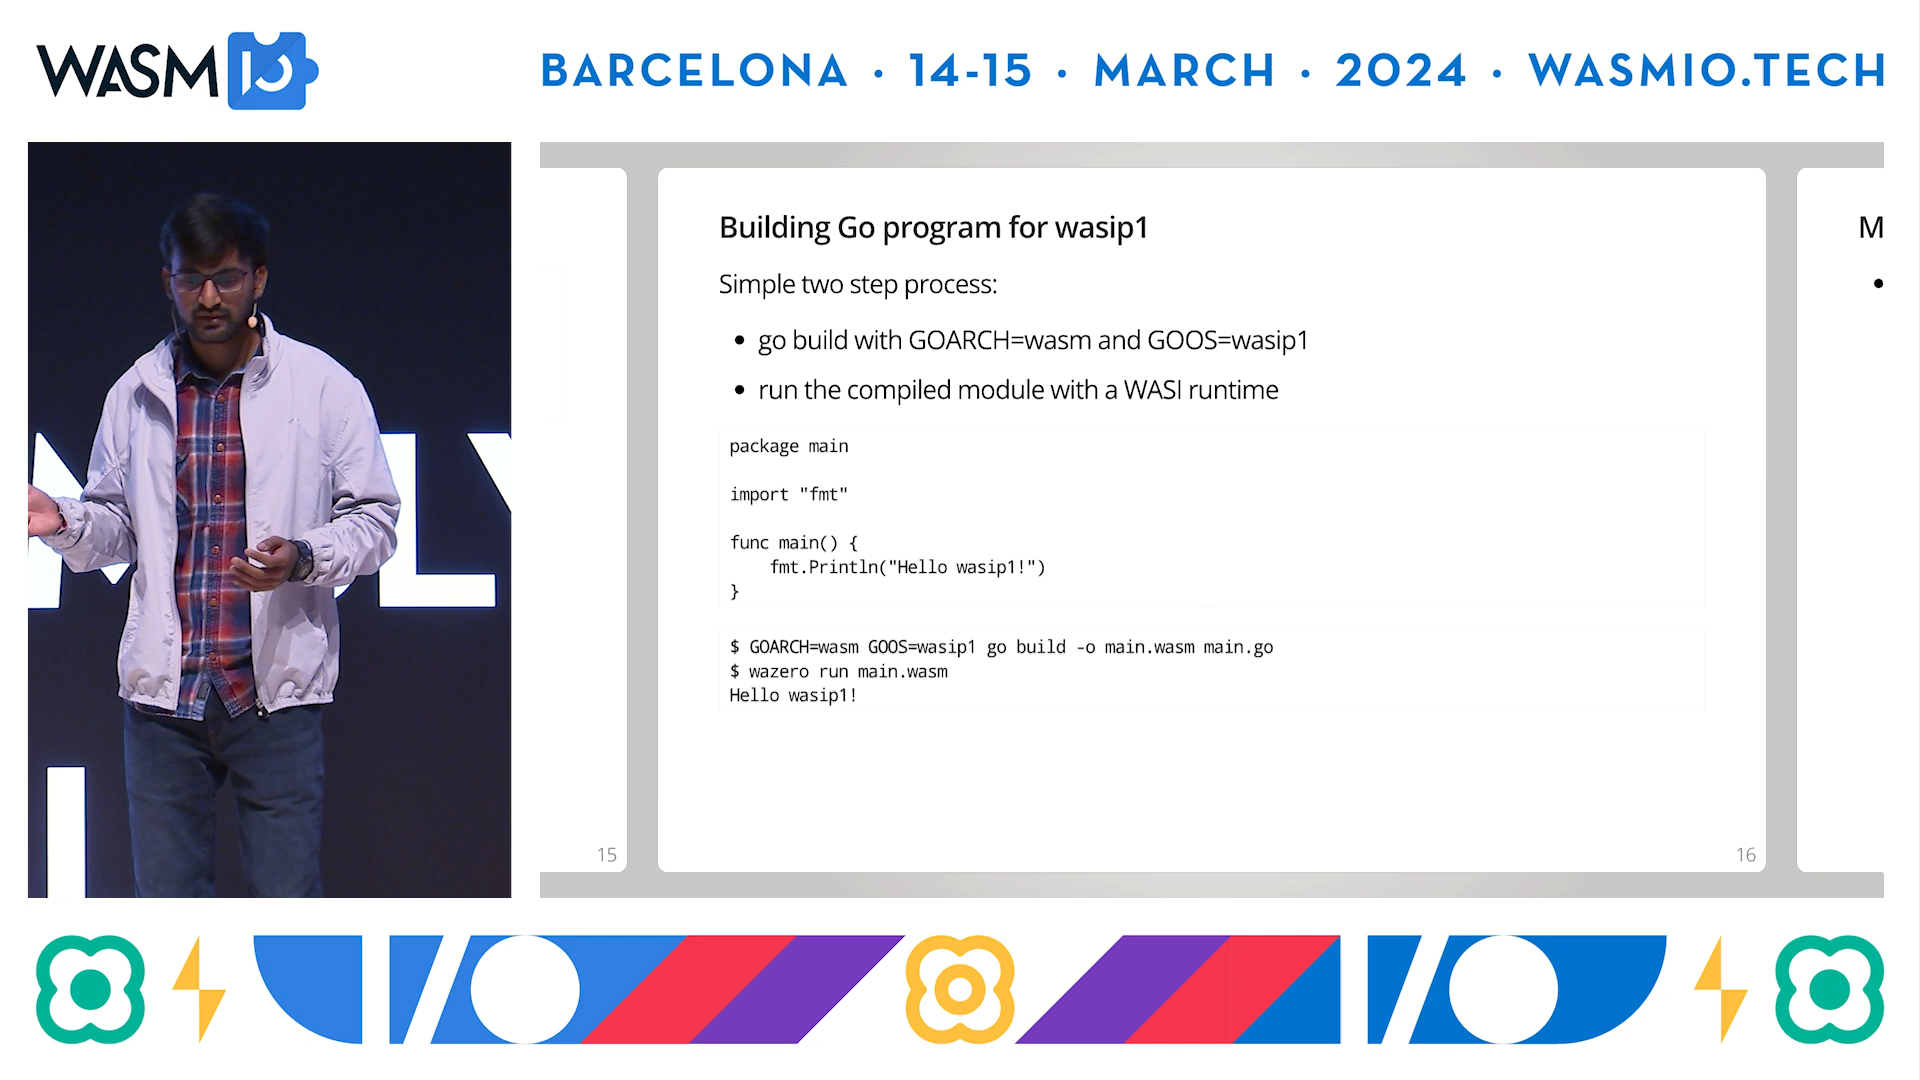 WASM IO
BARCELONA · 14-15 · MARCH · 2024 · WASMIO.TECH
Building Go program for wasip1
Simple two step process:
• go build with GOARCH=wasm and GOOS=wasip1
• run the compiled module with a WASI runtime
package main
import "fmt"
func main() {
    fmt.Println("Hello wasip1!")
}
$ GOARCH=wasm GOOS=wasip1 go build -o main.wasm main.go
$ wazero run main.wasm
Hello wasip1!
15
16
M
•